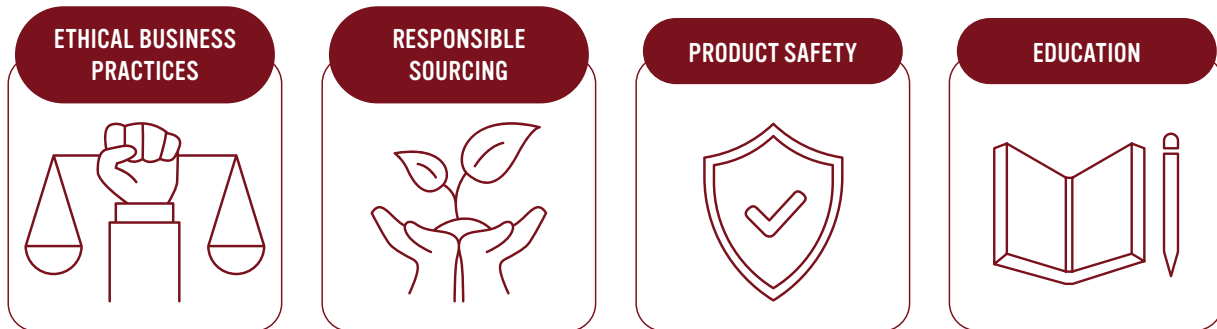 ETHICAL BUSINESS
PRACTICES
RESPONSIBLE
SOURCING
PRODUCT SAFETY
EDUCATION